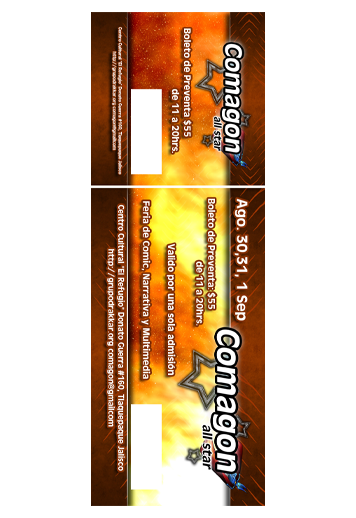 Comagon
all star
Boleto de Preventa $55
de 11 a 20hrs.
Centro Cultural "El Refugio" Donato Guerra #160, Tlaquepaque Jalisco
http://grupodrakkar.org comagon@gmail.com
Ago. 30,31, 1 Sep
Comagon
all star
Boleto de Preventa: $55
de 11 a 20hrs.
Valido por una sola admisión
Feria de Comic, Narrativa y Multimedia
Centro Cultural "El Refugio" Donato Guerra #160, Tlaquepaque Jalisco
http://grupodrakkar.org comagon@gmail.com